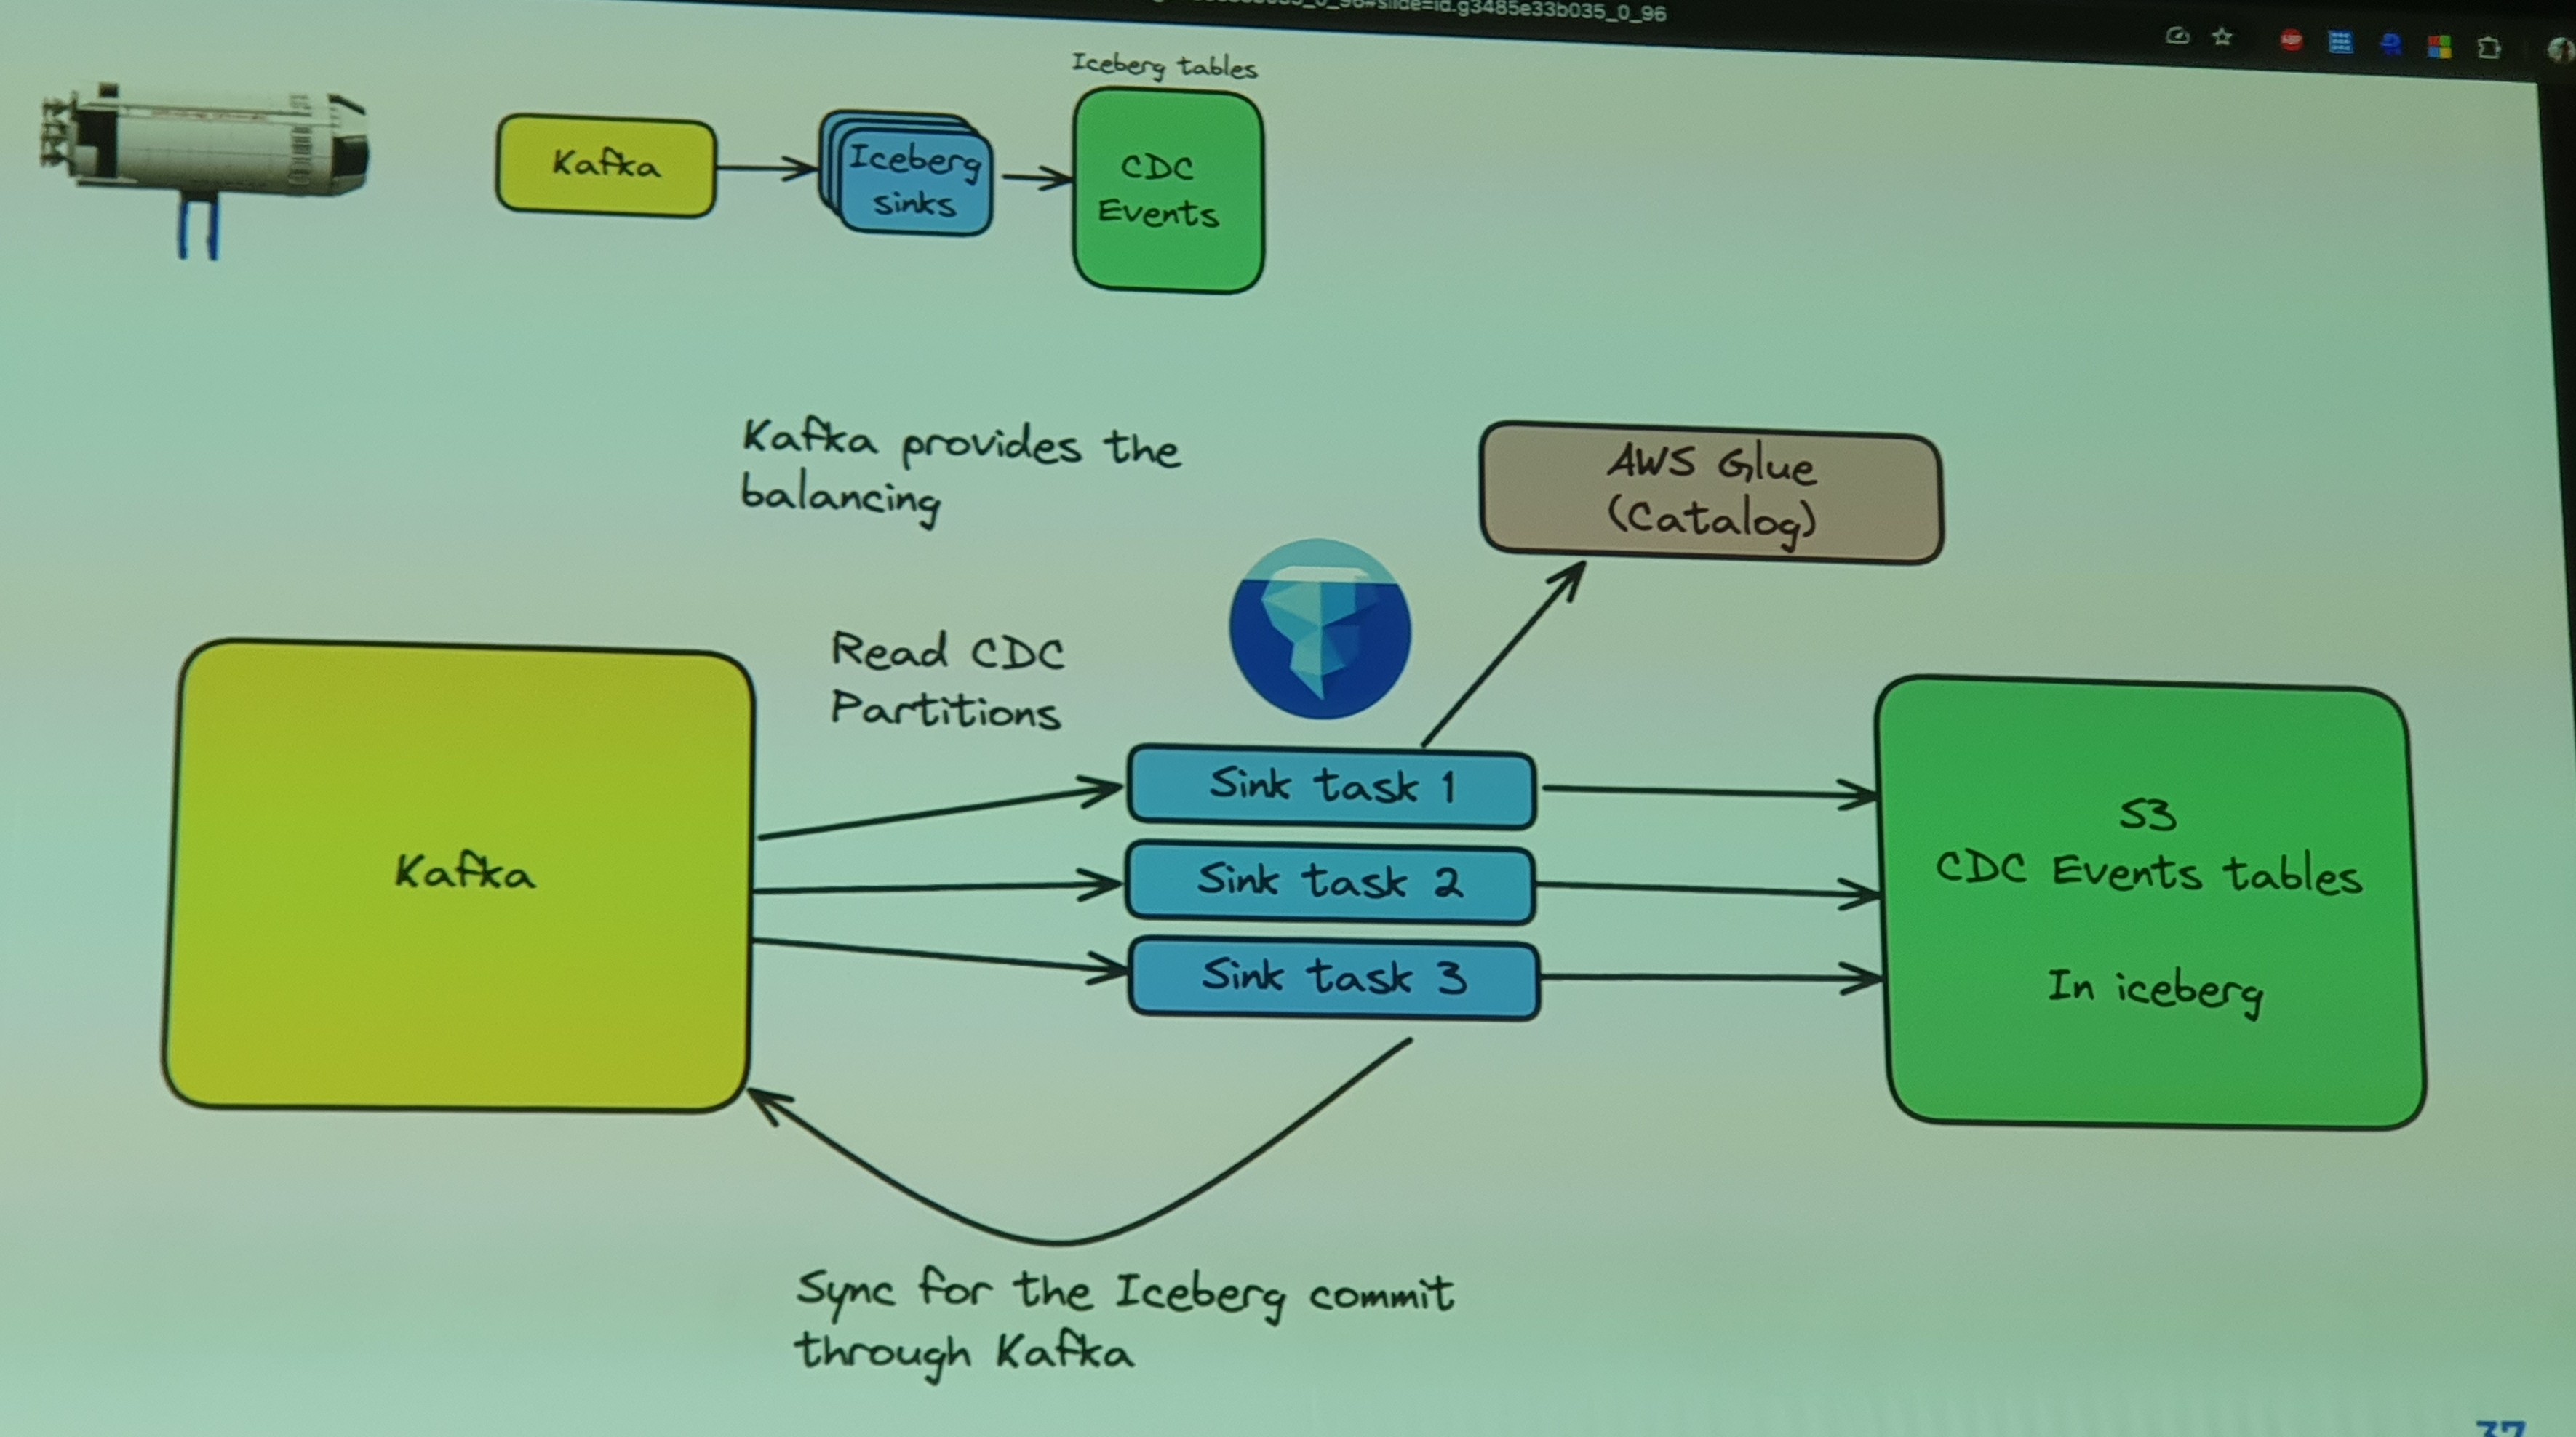 slide=id.g3485e33b035_0_96
Iceberg tables
Kafka
Iceberg
sinks
CDC
Events
Kafka provides the
balancing
AWS Glue
(Catalog)
Read CDC
Partitions
Kafka
Sink task 1
Sink task 2
Sink task 3
S3
CDC Events tables
In iceberg
Sync for the Iceberg commit
through Kafka
37